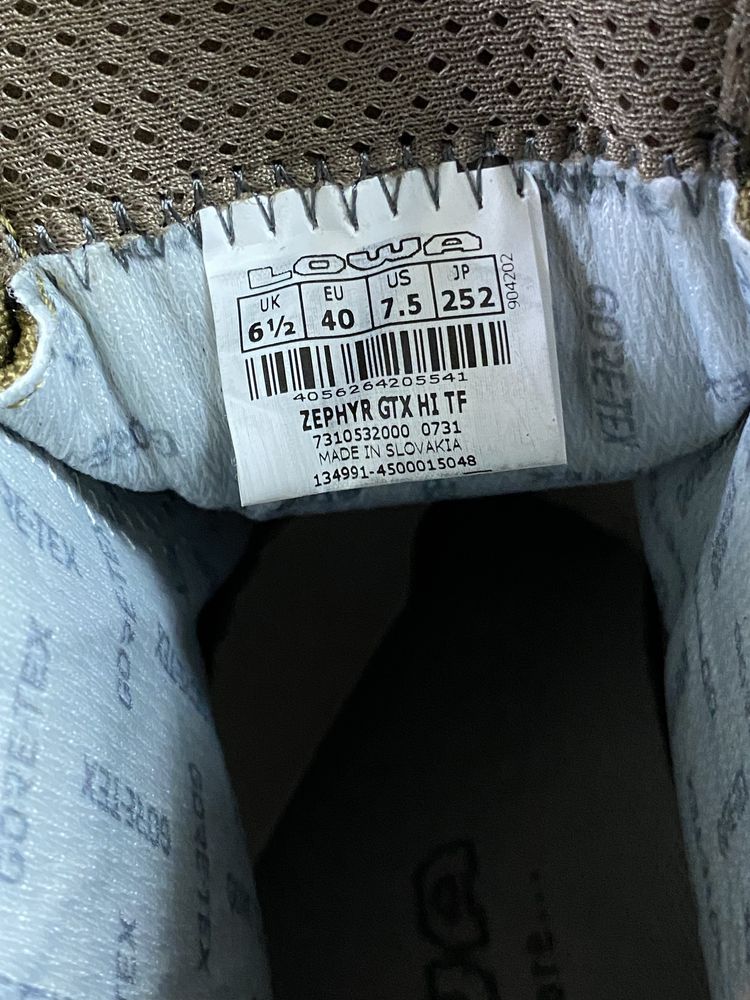 LOWA
UK EU US JP
6½ 40 7.5 252
904202
4056264205541
ZEPHYR GTX HI TF
7310532000 0731
MADE IN SLOVAKIA
134991-4500015048
GORE-TEX
GORE-TEX
GORE-TEX
GORE-TEX